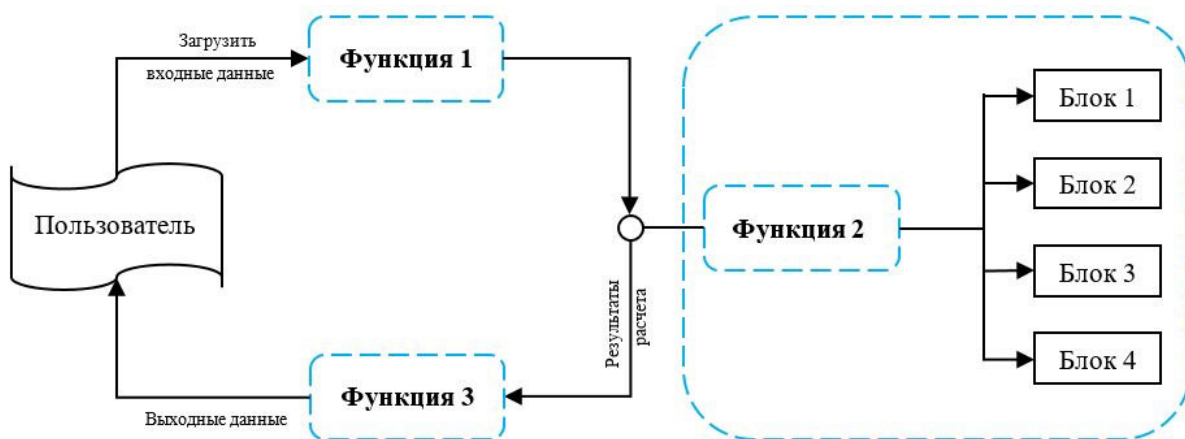 Загрузить
входные данные
Функция 1
Блок 1
Блок 2
Пользователь
Функция 2
Блок 3
Результаты
расчета
Блок 4
Функция 3
Выходные данные